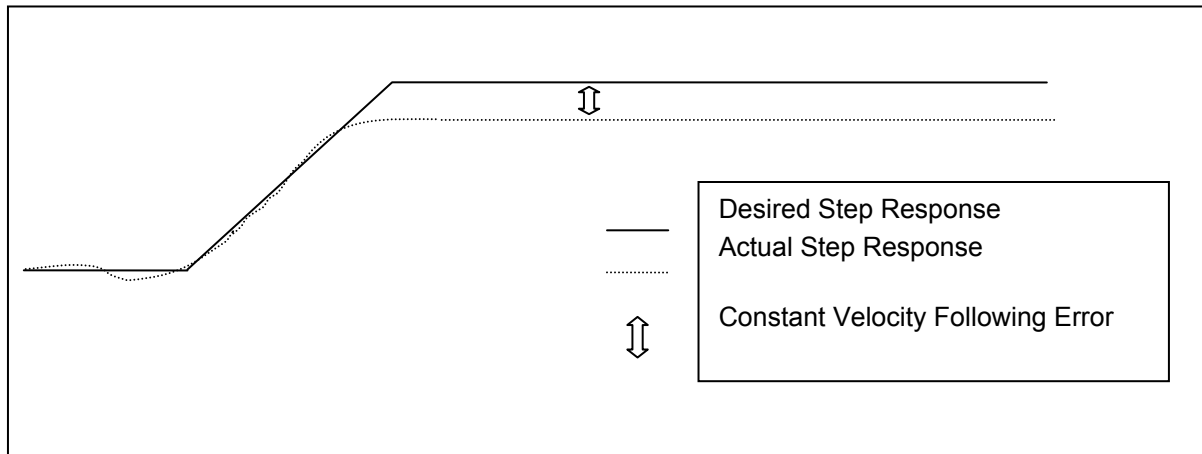 Desired Step Response
Actual Step Response
Constant Velocity Following Error